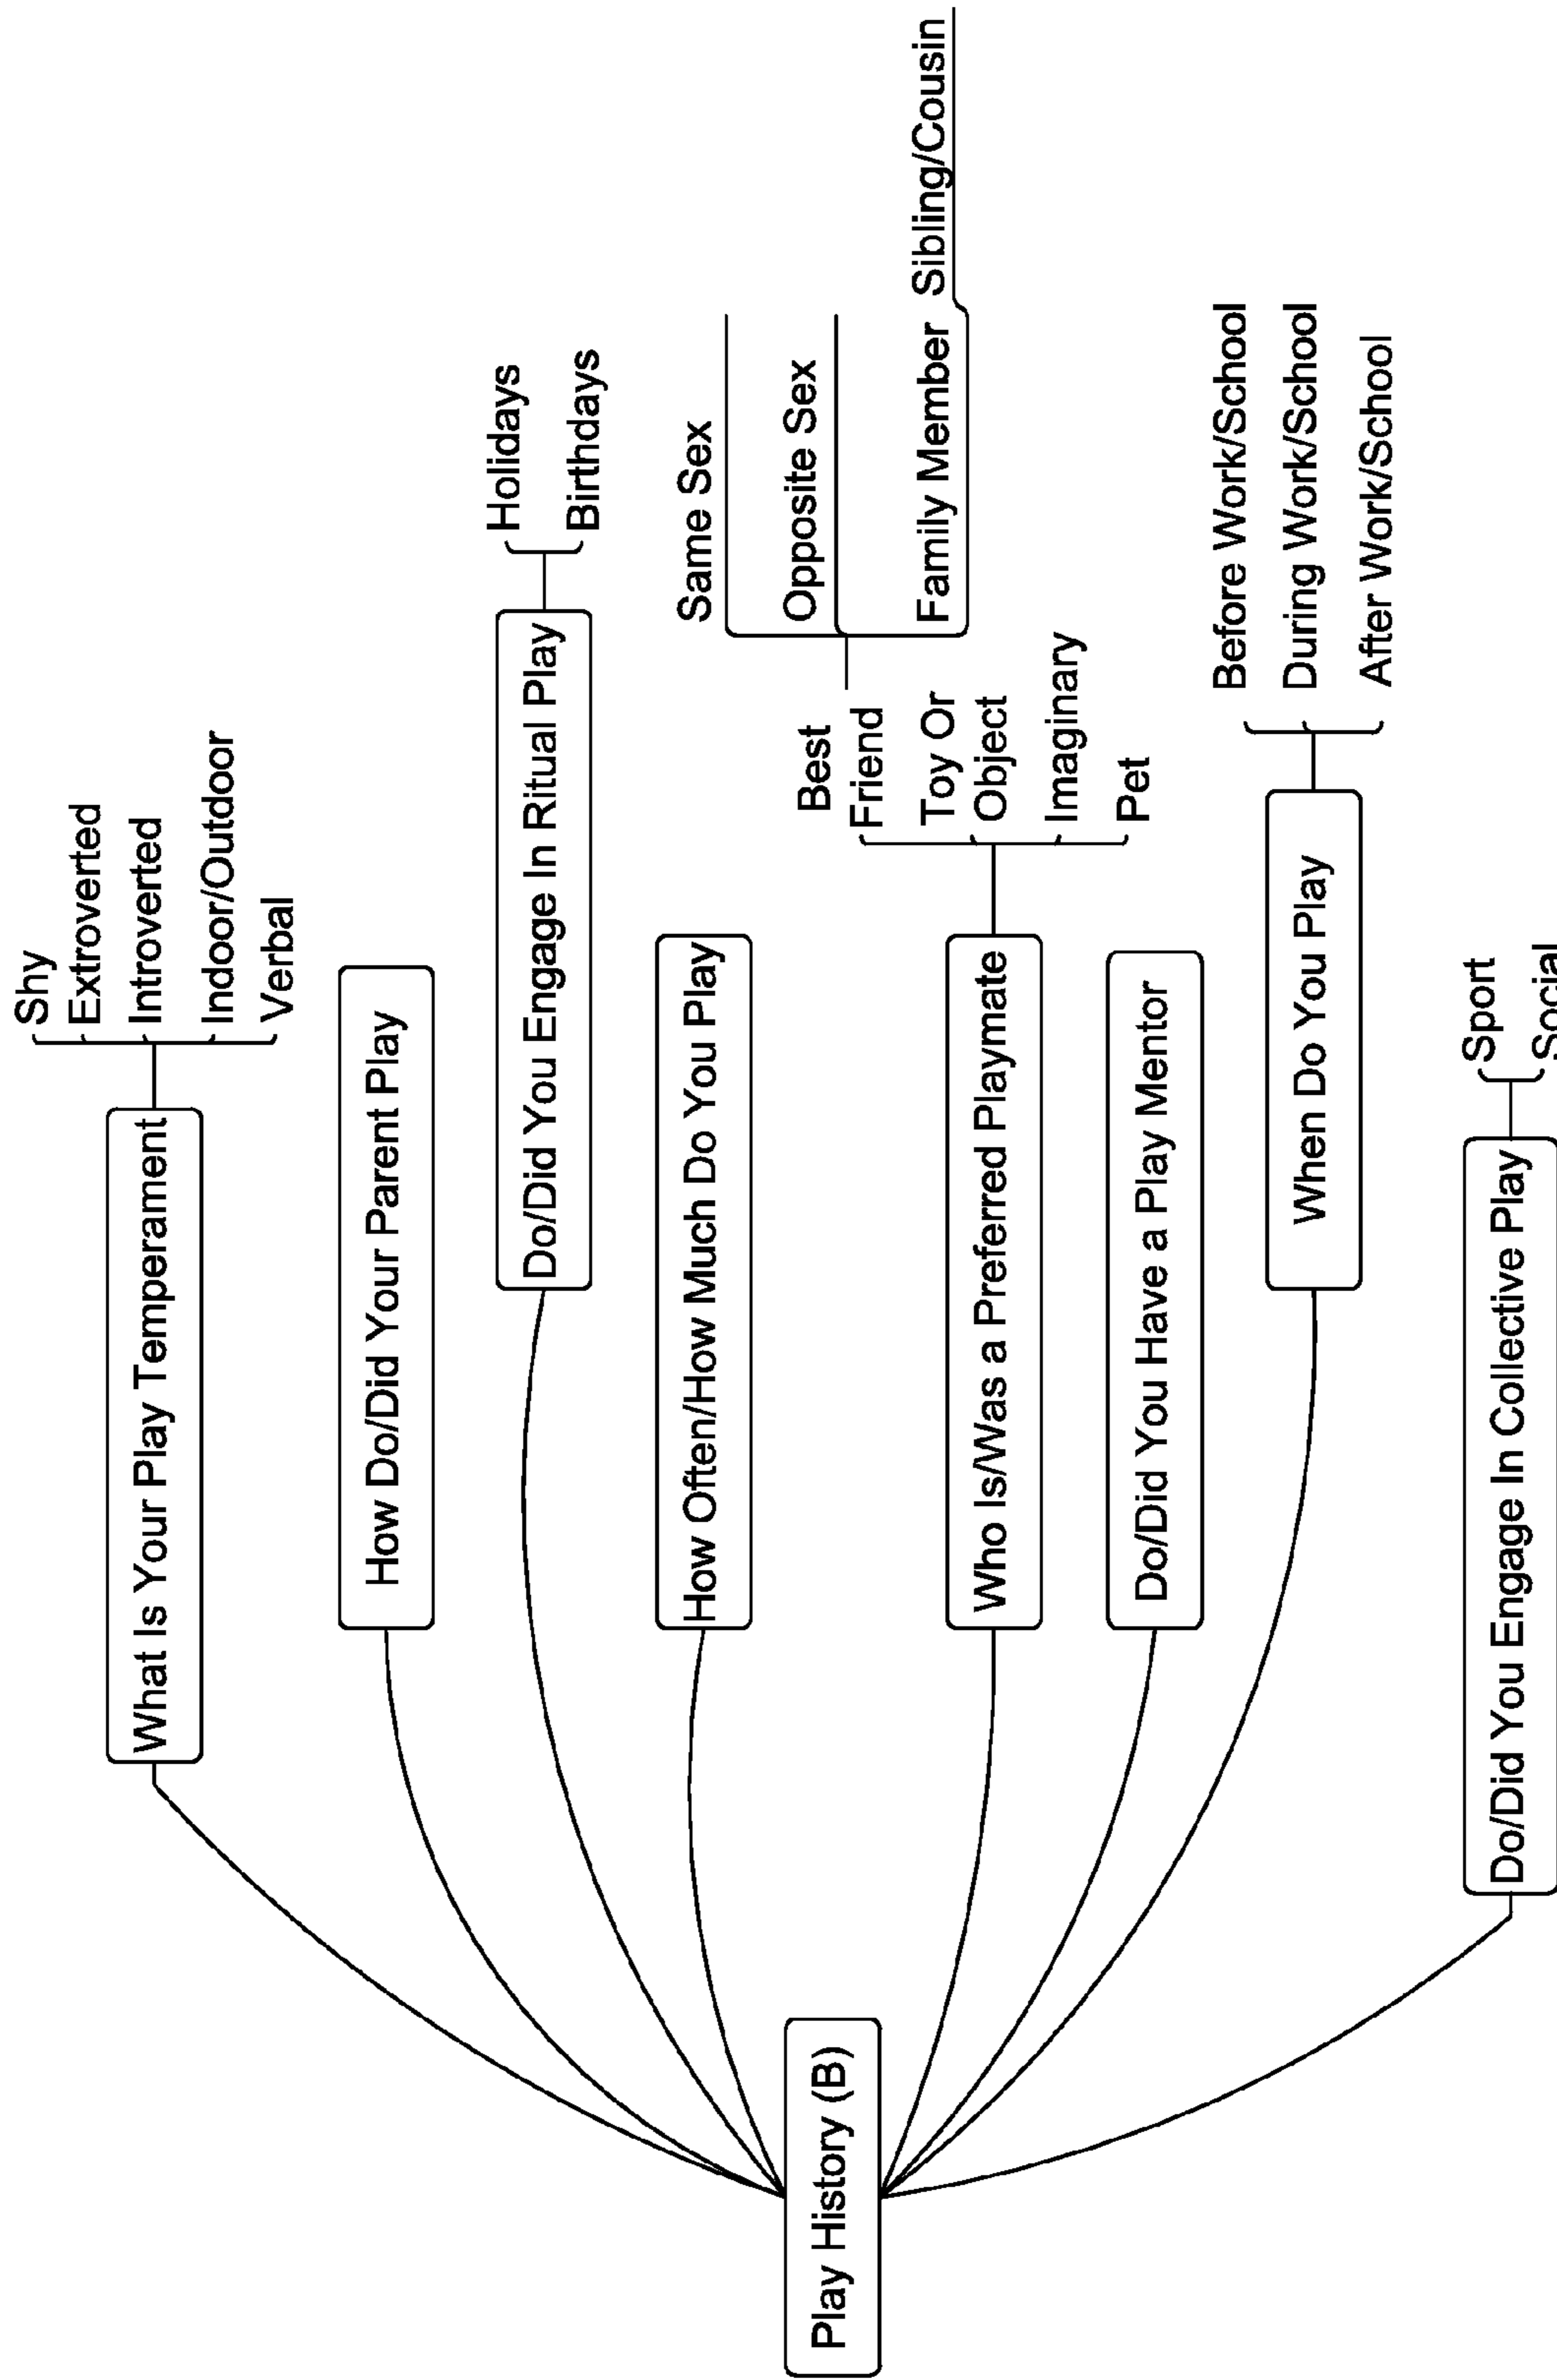 Play History (B)
What Is Your Play Temperament
Shy
Extroverted
Introverted
Indoor/Outdoor
Verbal
How Do/Did Your Parent Play
Do/Did You Engage In Ritual Play
Holidays
Birthdays
How Often/How Much Do You Play
Who Is/Was a Preferred Playmate
Best
Friend
Same Sex
Opposite Sex
Family Member
Sibling/Cousin
Toy Or
Object
Imaginary
Pet
Do/Did You Have a Play Mentor
When Do You Play
Before Work/School
During Work/School
After Work/School
Do/Did You Engage In Collective Play
Sport
Social